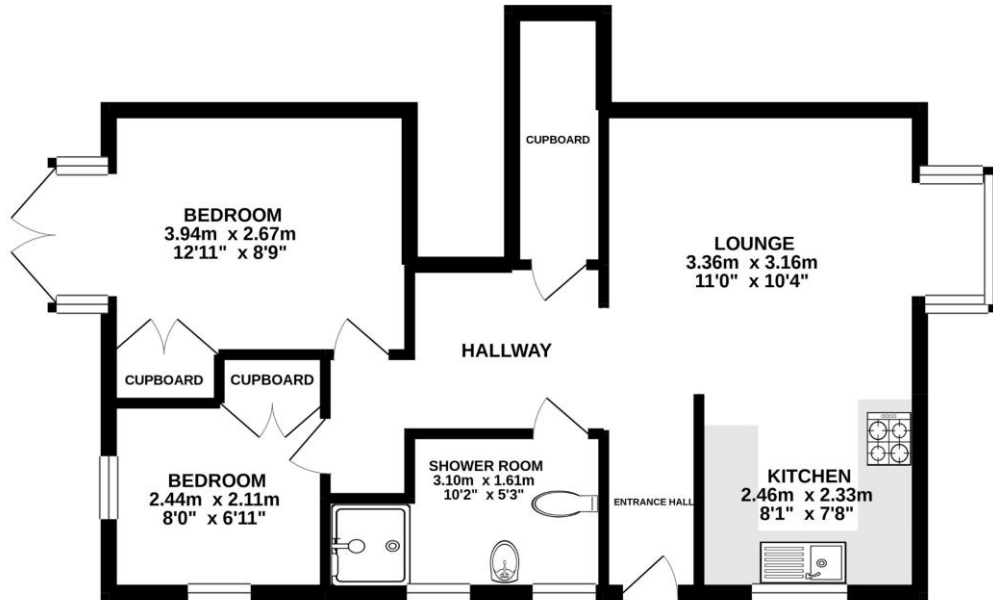 CUPBOARD
BEDROOM
3.94m x 2.67m
12'11" x 8'9"
LOUNGE
3.36m x 3.16m
11'0" x 10'4"
HALLWAY
CUPBOARD
CUPBOARD
BEDROOM
2.44m x 2.11m
8'0" x 6'11"
SHOWER ROOM
3.10m x 1.61m
10'2" x 5'3"
ENTRANCE HALL
KITCHEN
2.46m x 2.33m
8'1" x 7'8"